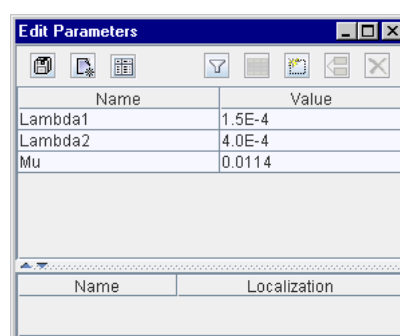 Edit Parameters
Name Value
Lambda1 1.5E-4
Lambda2 4.0E-4
Mu 0.0114
Name Localization